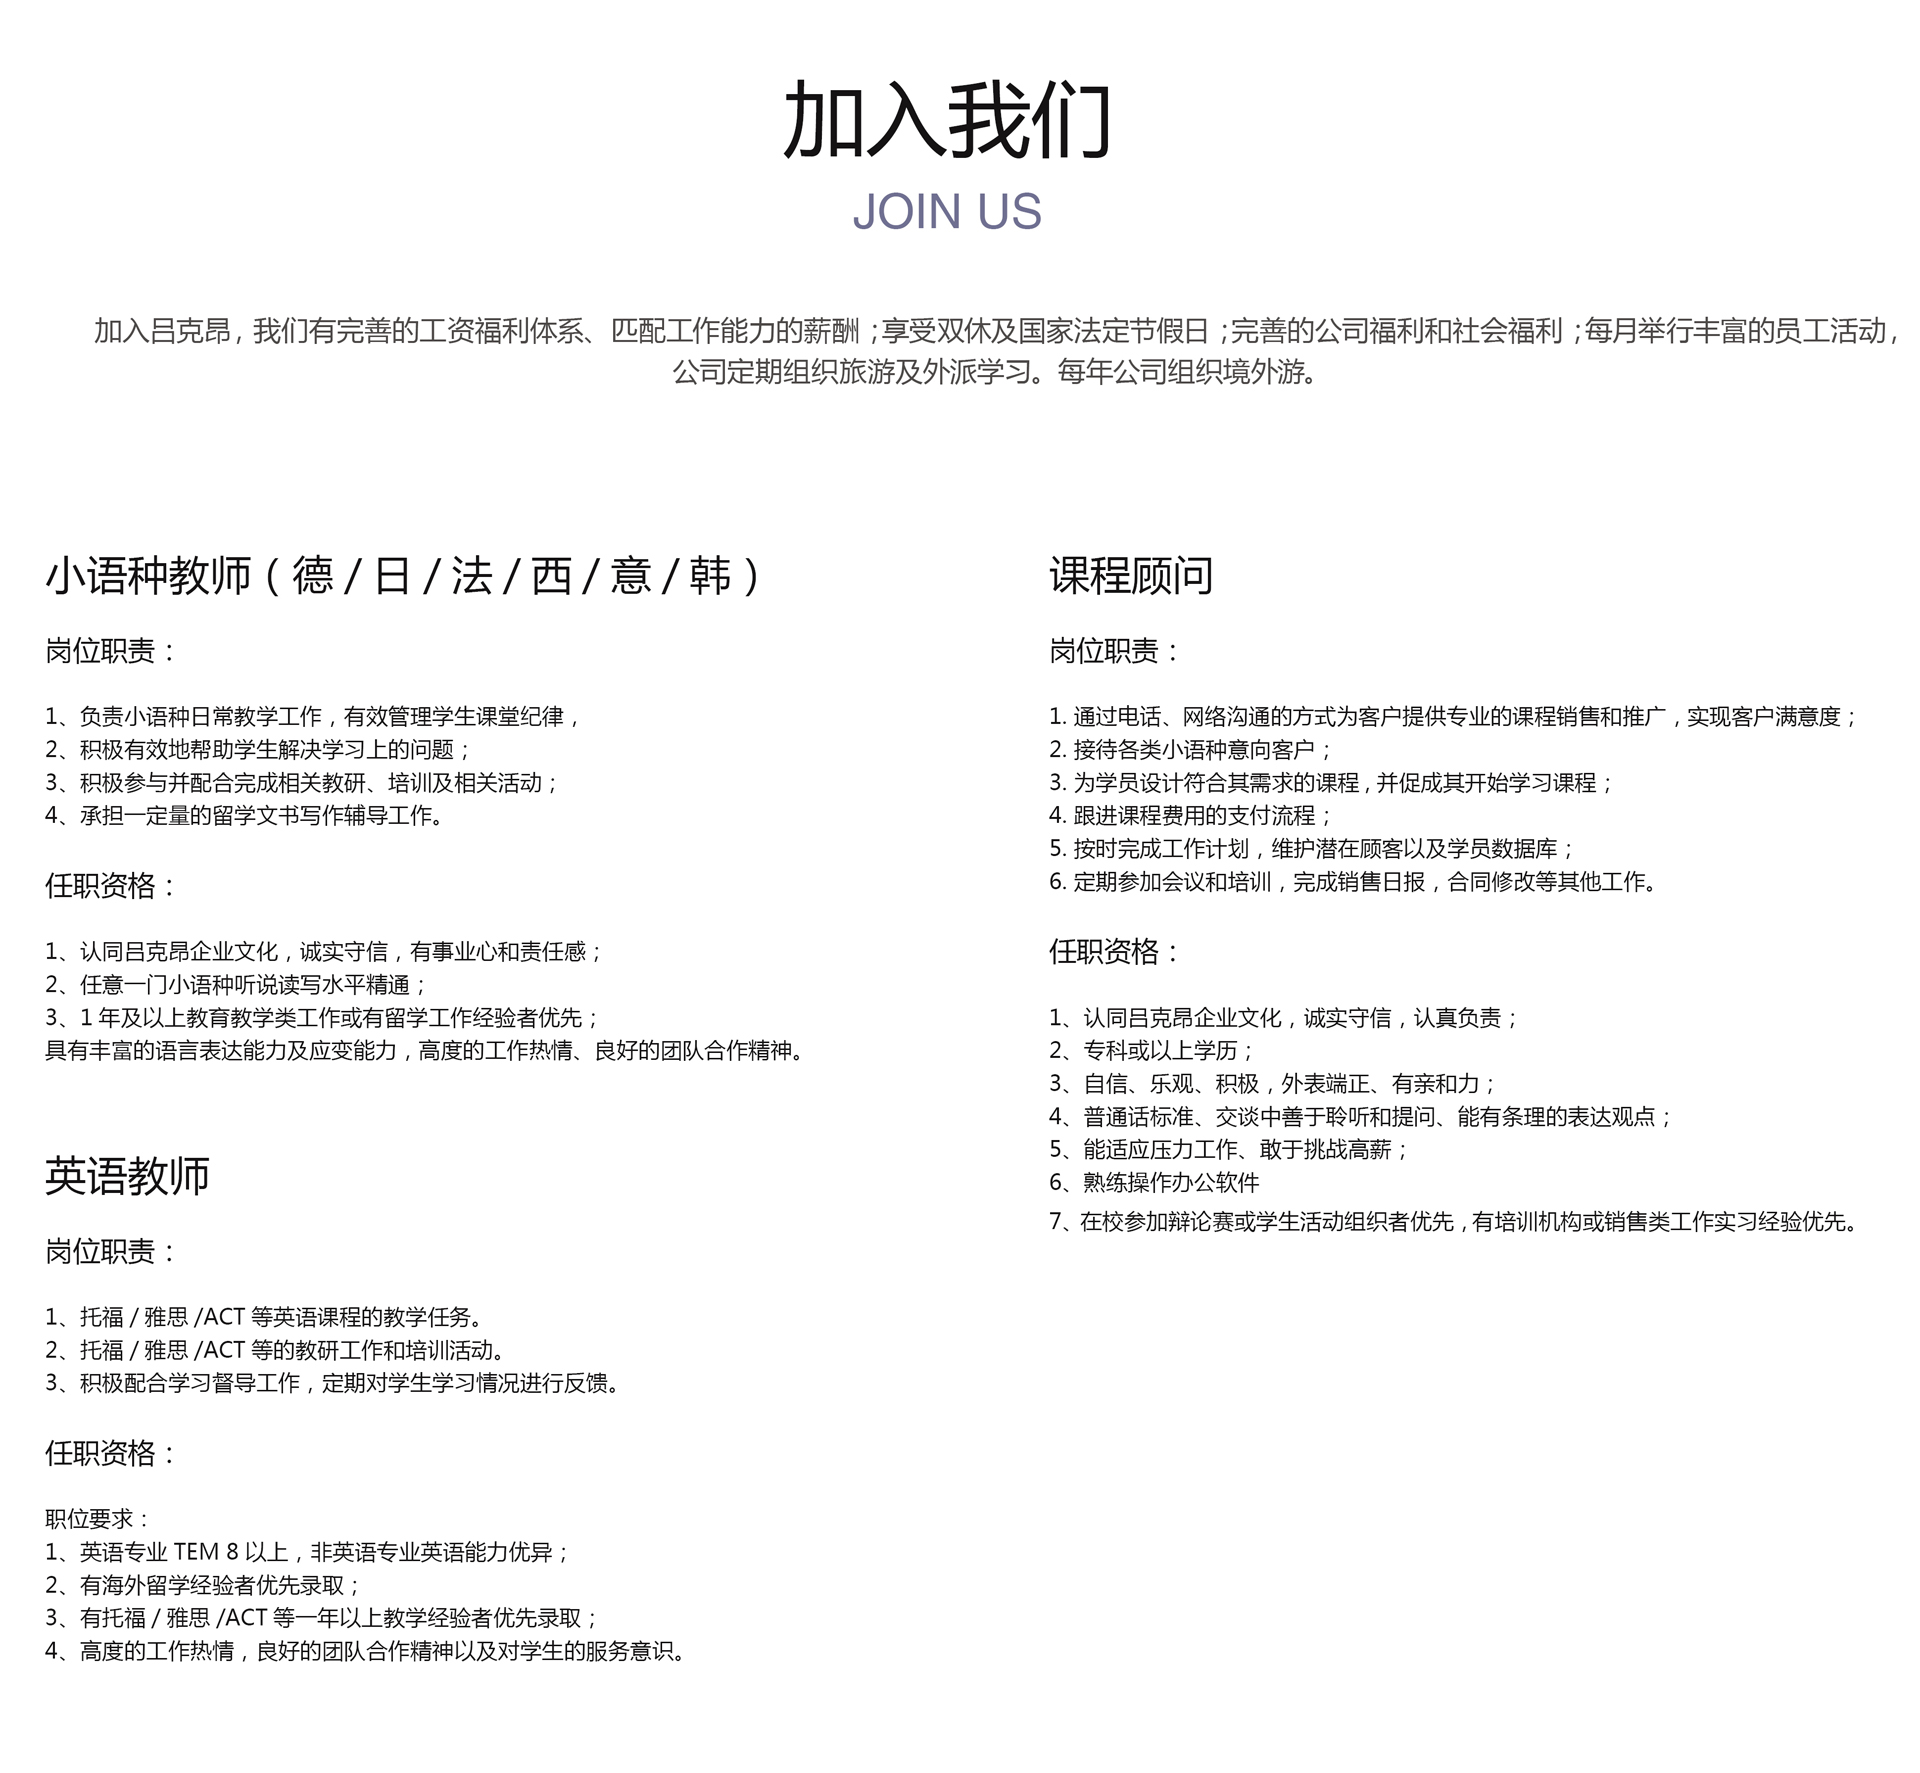 加入我们
JOIN US
加入吕克昂，我们有完善的工资福利体系、匹配工作能力的薪酬；享受双休及国家法定节假日；完善的公司福利和社会福利；每月举行丰富的员工活动，
公司定期组织旅游及外派学习。每年公司组织境外游。
小语种教师（德/日/法/西/意/韩）
岗位职责：
1、负责小语种日常教学工作，有效管理学生课堂纪律，
2、积极有效地帮助学生解决学习上的问题；
3、积极参与并配合完成相关教研、培训及相关活动；
4、承担一定量的留学文书写作辅导工作。
任职资格：
1、认同吕克昂企业文化，诚实守信，有事业心和责任感；
2、任意一门小语种听说读写水平精通；
3、1 年及以上教育教学类工作或有留学工作经验者优先；
具有丰富的语言表达能力及应变能力，高度的工作热情、良好的团队合作精神。
英语教师
岗位职责：
1、托福 / 雅思 /ACT 等英语课程的教学任务。
2、托福 / 雅思 /ACT 等的教研工作和培训活动。
3、积极配合学习督导工作，定期对学生学习情况进行反馈。
任职资格：
职位要求：
1、英语专业 TEM 8 以上，非英语专业英语能力优异；
2、有海外留学经验者优先录取；
3、有托福 / 雅思 /ACT 等一年以上教学经验者优先录取；
4、高度的工作热情，良好的团队合作精神以及对学生的服务意识。
课程顾问
岗位职责：
1. 通过电话、网络沟通的方式为客户提供专业的课程销售和推广，实现客户满意度；
2. 接待各类小语种意向客户；
3. 为学员设计符合其需求的课程，并促成其开始学习课程；
4. 跟进课程费用的支付流程；
5. 按时完成工作计划，维护潜在顾客以及学员数据库；
6. 定期参加会议和培训，完成销售日报，合同修改等其他工作。
任职资格：
1、认同吕克昂企业文化，诚实守信，认真负责；
2、专科或以上学历；
3、自信、乐观、积极，外表端正、有亲和力；
4、普通话标准、交谈中善于聆听和提问、能有条理的表达观点；
5、能适应压力工作、敢于挑战高薪；
6、熟练操作办公软件
7、在校参加辩论赛或学生活动组织者优先，有培训机构或销售类工作实习经验优先。